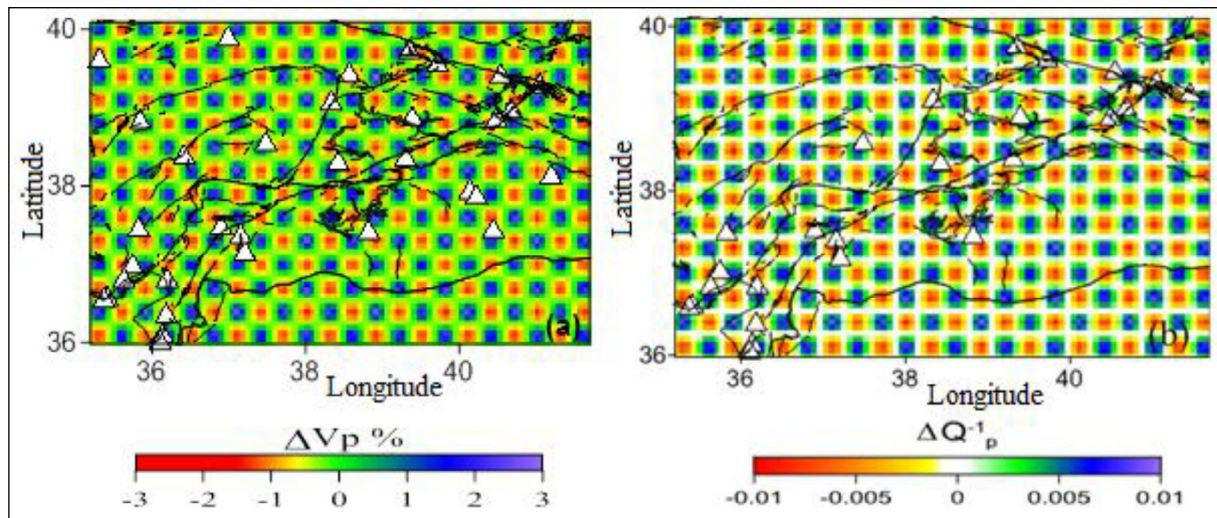 40
38
36
Latitude
36 38 40
Longitude
(a)
ΔVp %
-3 -2 -1 0 1 2 3
40
38
36
Latitude
36 38 40
Longitude
(b)
ΔQ⁻¹p
-0.01 -0.005 0 0.005 0.01